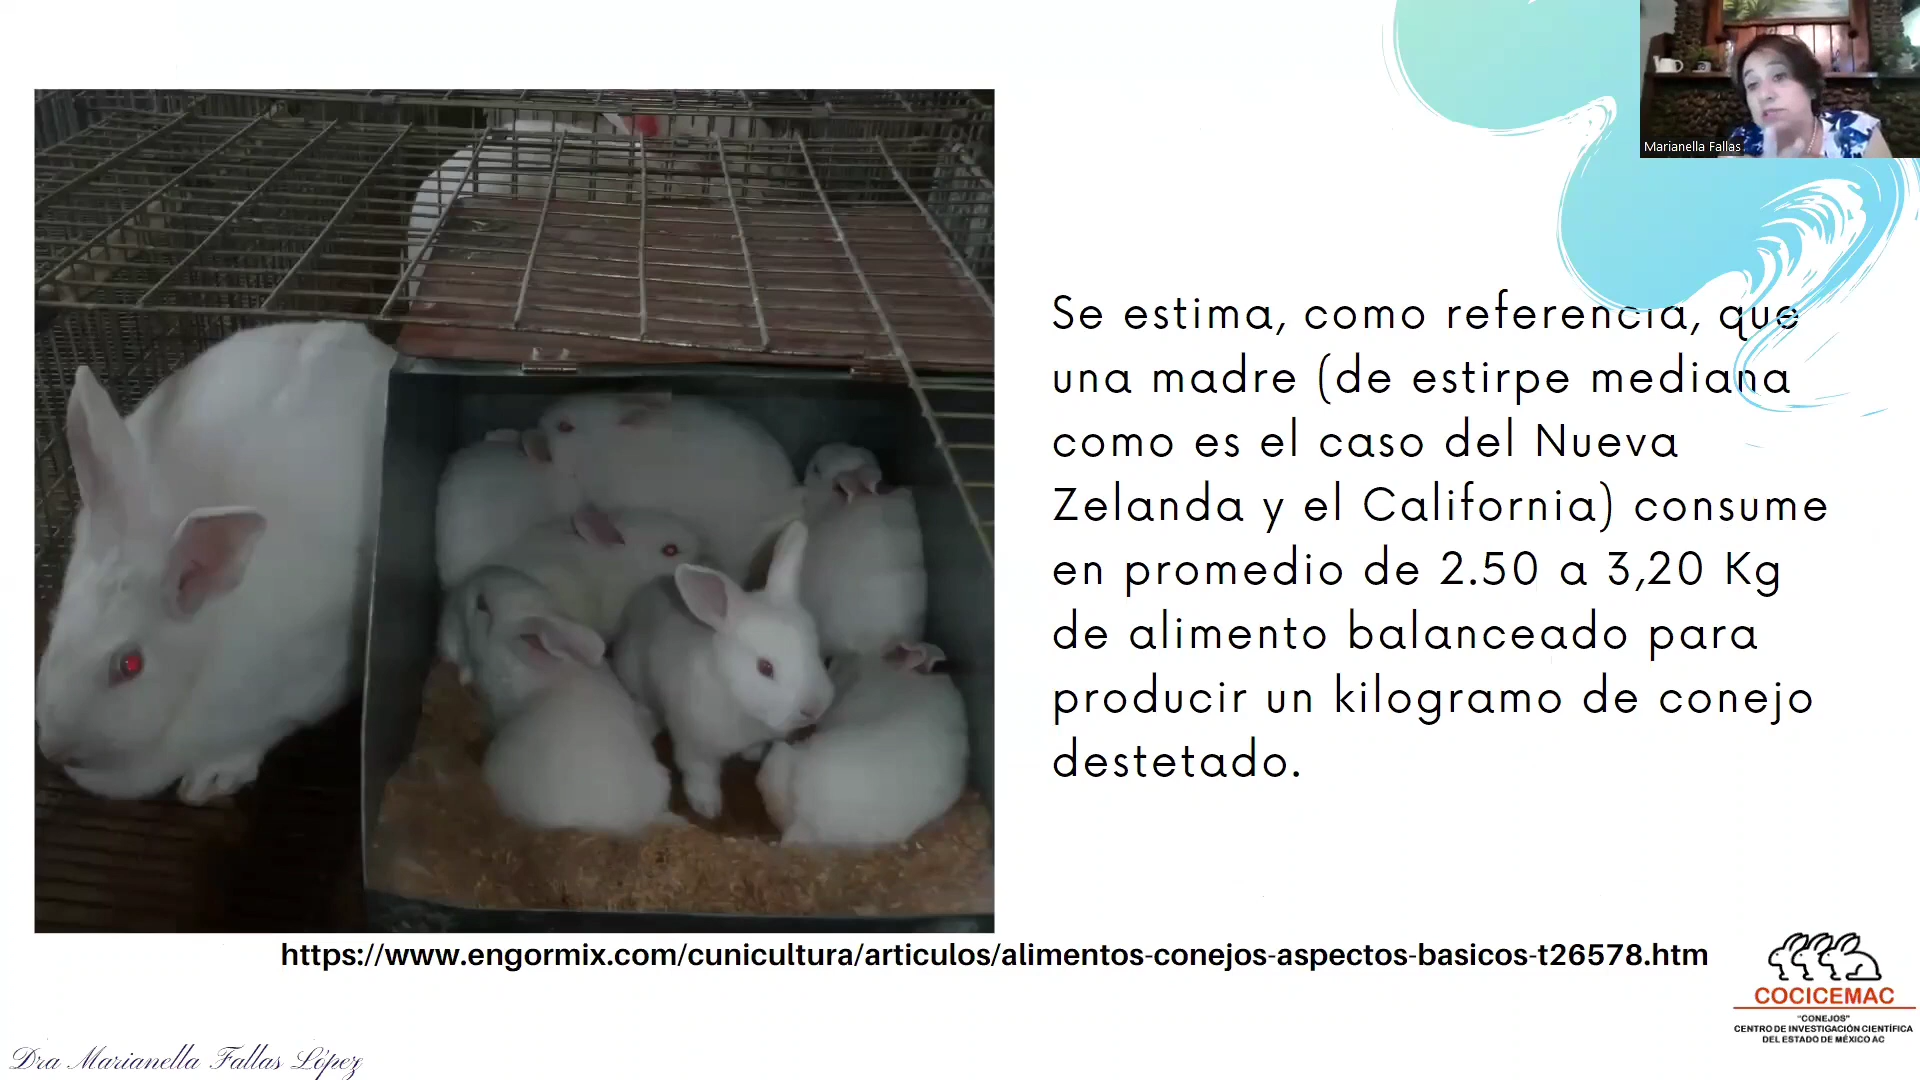 Marianella Fallas
Se estima, como referencia, que
una madre (de estirpe mediana
como es el caso del Nueva
Zelanda y el California) consume
en promedio de 2.50 a 3,20 Kg
de alimento balanceado para
producir un kilogramo de conejo
destetado.
https://www.engormix.com/cunicultura/articulos/alimentos-conejos-aspectos-basicos-t26578.htm
COCICEMAC
"CONEJOS"
CENTRO DE INVESTIGACIÓN CIENTÍFICA
DEL ESTADO DE MÉXICO AC
Dra Marianella Fallas López